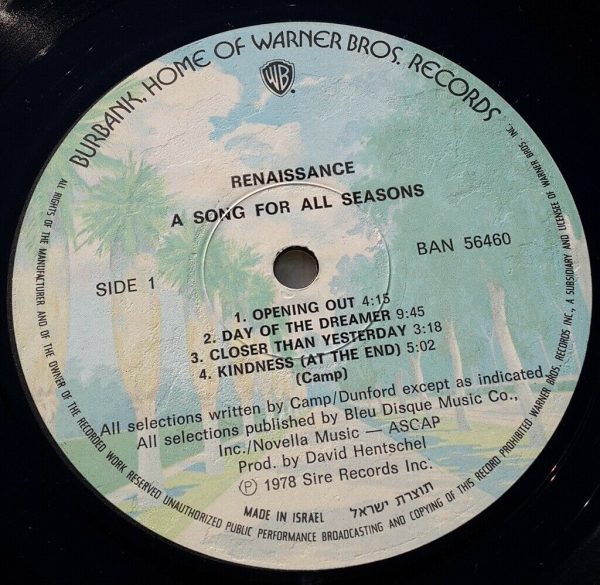 BURBANK, HOME OF WARNER BROS. RECORDS
WB
RENAISSANCE
A SONG FOR ALL SEASONS
SIDE 1
BAN 56460
1. OPENING OUT 4:15
2. DAY OF THE DREAMER 9:45
3. CLOSER THAN YESTERDAY 3:18
4. KINDNESS (AT THE END) 5:02
(Camp)
All selections written by Camp/Dunford except as indicated
All selections published by Bleu Disque Music Co.,
Inc./Novella Music — ASCAP
Prod. by David Hentschel
Ⓟ 1978 Sire Records Inc.
MADE IN ISRAEL תוצרת ישראל
ALL RIGHTS OF THE MANUFACTURER AND OF THE OWNER OF THE RECORDED WORK RESERVED UNAUTHORIZED PUBLIC PERFORMANCE BROADCASTING AND COPYING OF THIS RECORD PROHIBITED WARNER BROS. RECORDS INC., A SUBSIDIARY AND LICENSEE OF WARNER BROS. INC.